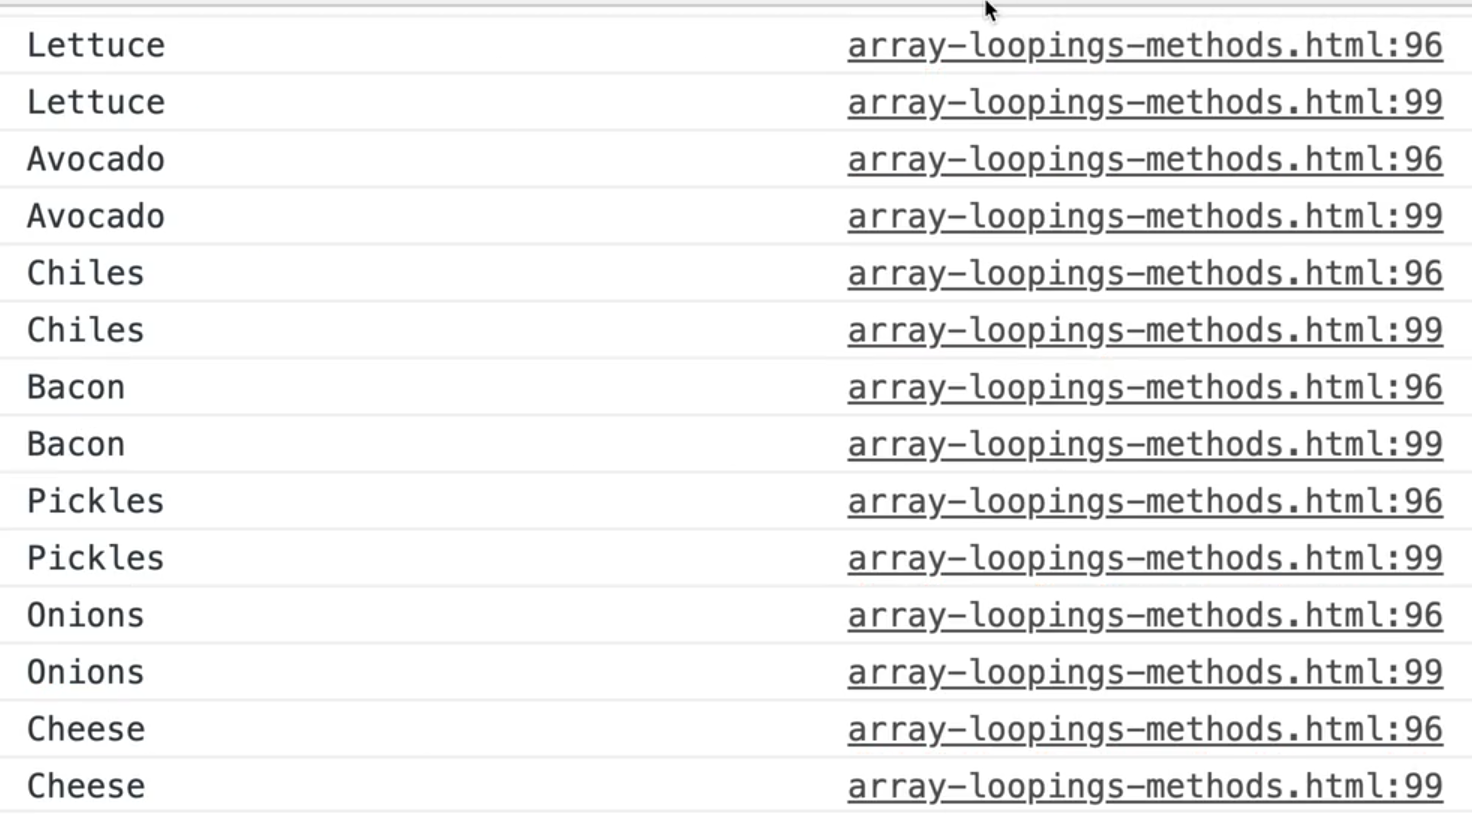 Lettuce array-loopings-methods.html:96
Lettuce array-loopings-methods.html:99
Avocado array-loopings-methods.html:96
Avocado array-loopings-methods.html:99
Chiles array-loopings-methods.html:96
Chiles array-loopings-methods.html:99
Bacon array-loopings-methods.html:96
Bacon array-loopings-methods.html:99
Pickles array-loopings-methods.html:96
Pickles array-loopings-methods.html:99
Onions array-loopings-methods.html:96
Onions array-loopings-methods.html:99
Cheese array-loopings-methods.html:96
Cheese array-loopings-methods.html:99